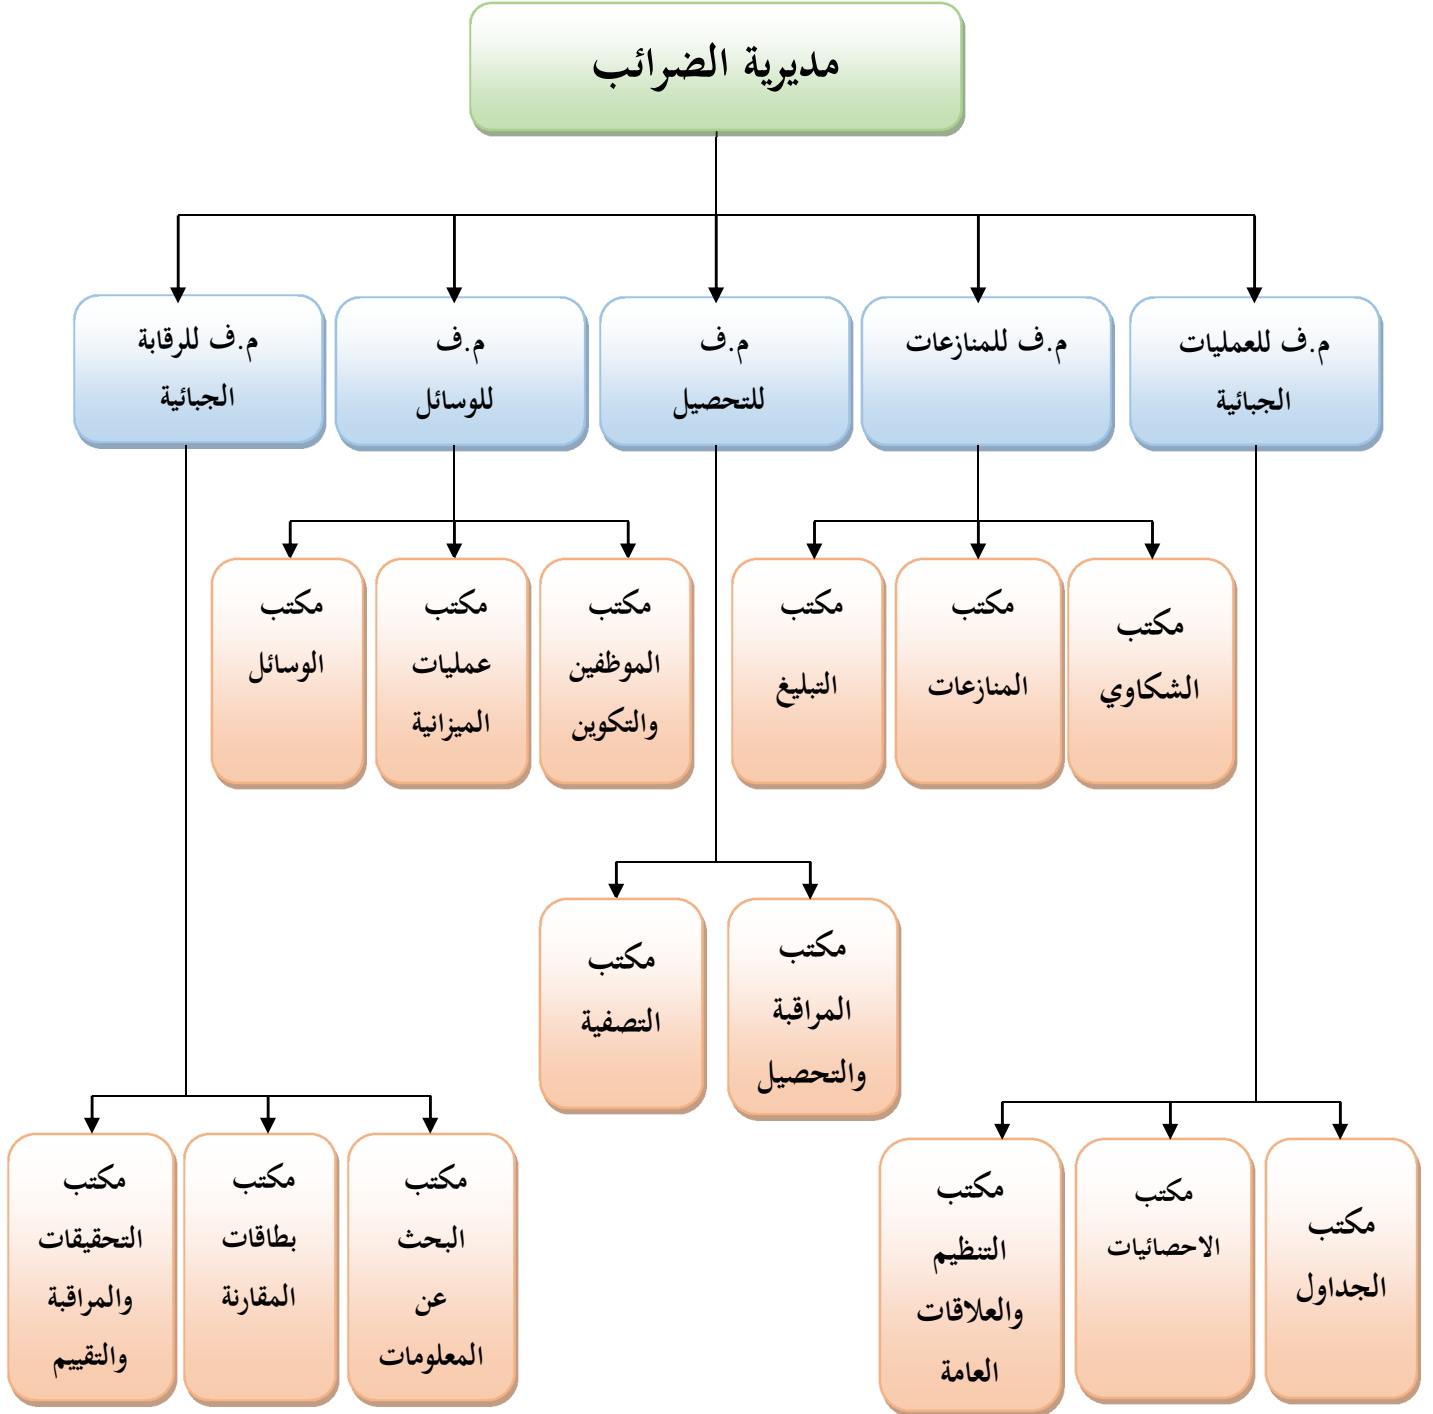 مديرية الضرائب
م.ف للعمليات
الجبائية
م.ف للمنازعات
م.ف
للتحصيل
م.ف
للوسائل
م.ف للرقابة
الجبائية
مكتب
الشكاوي
مكتب
المنازعات
مكتب
التبليغ
مكتب
الموظفين
والتكوين
مكتب
عمليات
الميزانية
مكتب
الوسائل
مكتب
المراقبة
والتحصيل
مكتب
التصفية
مكتب
الجداول
مكتب
الاحصائيات
مكتب
التنظيم
والعلاقات
العامة
مكتب
البحث
عن
المعلومات
مكتب
بطاقات
المقارنة
مكتب
التحقيقات
والمراقبة
والتقييم